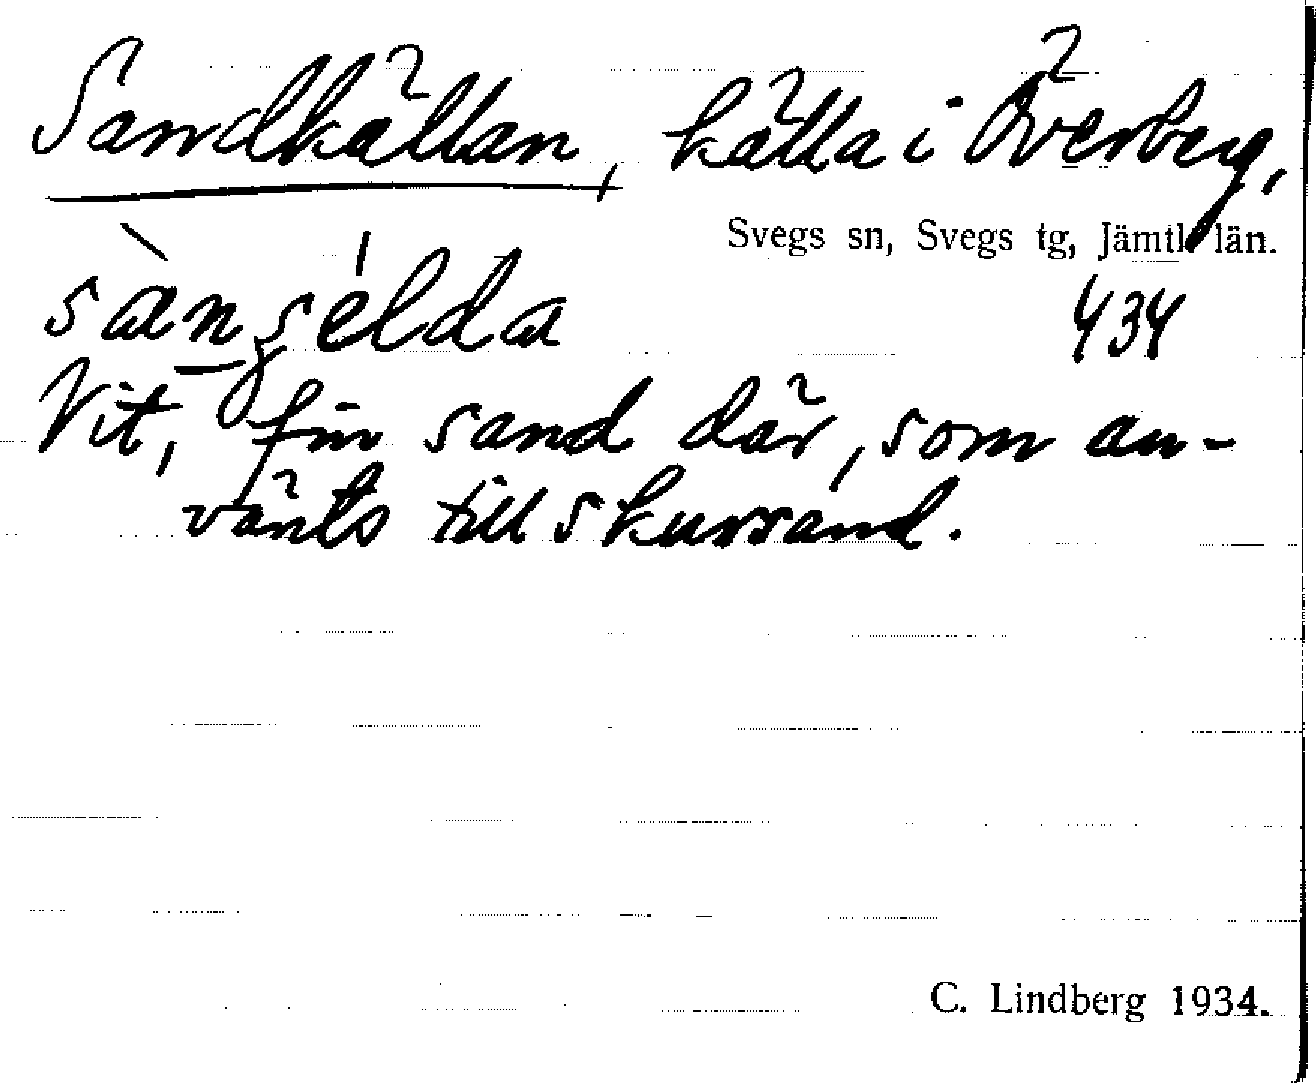 Sandkällan, källa i Överberg,
Svegs sn, Svegs tg, Jämtl län.
sànʂélda
434
Vit, fin sand där, som an-
vänts till skursand.
C. Lindberg 1934.